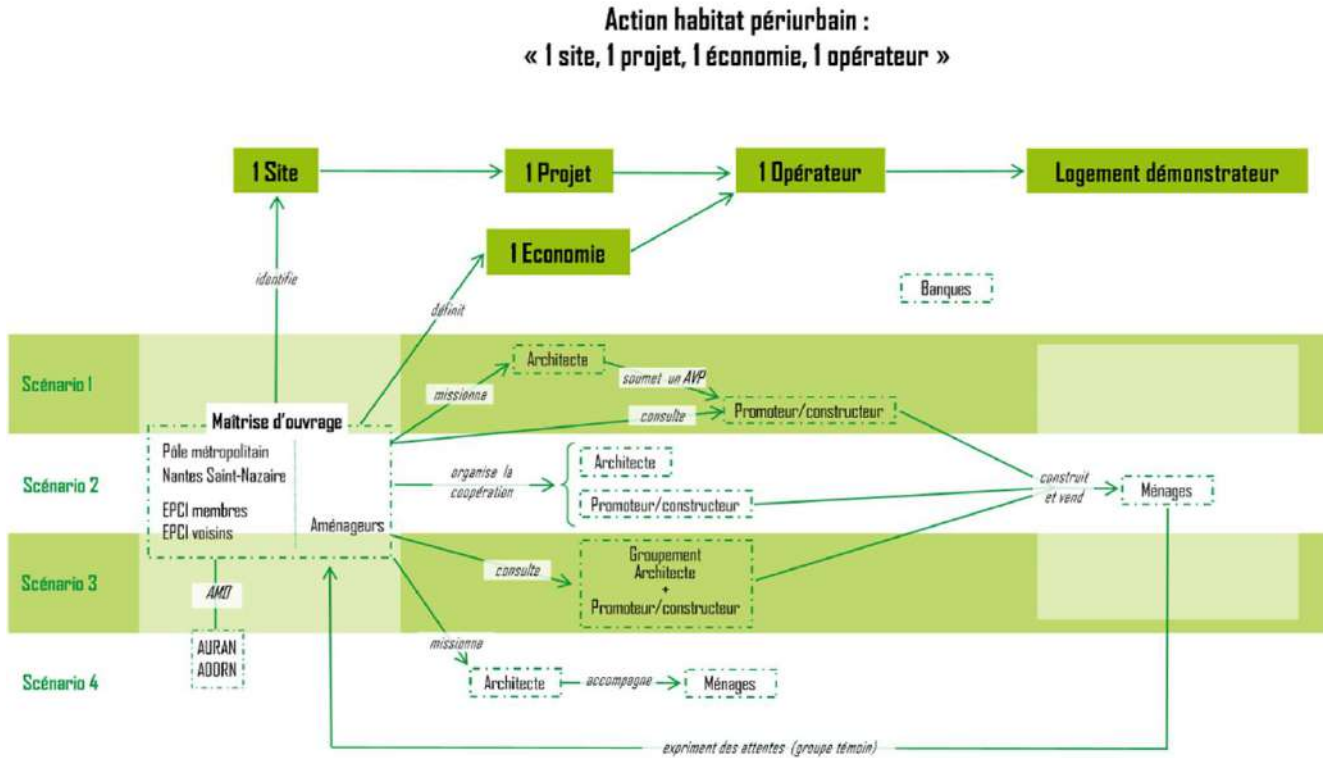 Action habitat périurbain :
« 1 site, 1 projet, 1 économie, 1 opérateur »
1 Site
1 Projet
1 Opérateur
Logement démonstrateur
1 Economie
identifie
définit
Banques
Scénario 1
Architecte
missionne
soumet un AVP
consulte
Promoteur/constructeur
Maîtrise d'ouvrage
Pôle métropolitain
Nantes Saint-Nazaire
EPCI membres
EPCI voisins
Aménageurs
Scénario 2
organise la
coopération
Architecte
Promoteur/constructeur
construit
et vend
Ménages
Scénario 3
consulte
Groupement
Architecte
+
Promoteur/constructeur
AMO
AURAN
ADDRN
Scénario 4
missionne
Architecte
accompagne
Ménages
expriment des attentes (groupe témoin)